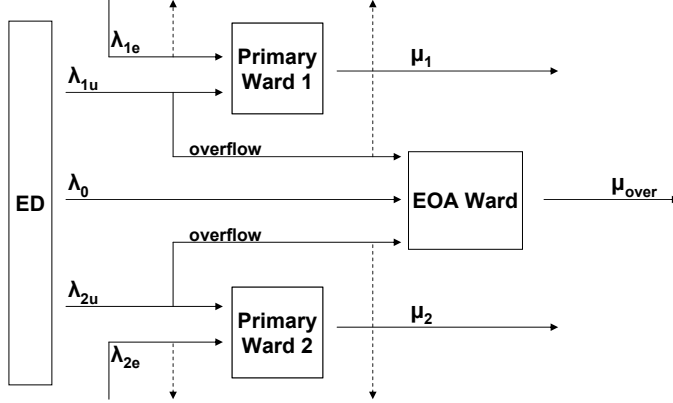 λ1e
Primary
Ward 1
μ1
λ1u
overflow
λ0
ED
EOA Ward
μover
overflow
λ2u
Primary
Ward 2
μ2
λ2e